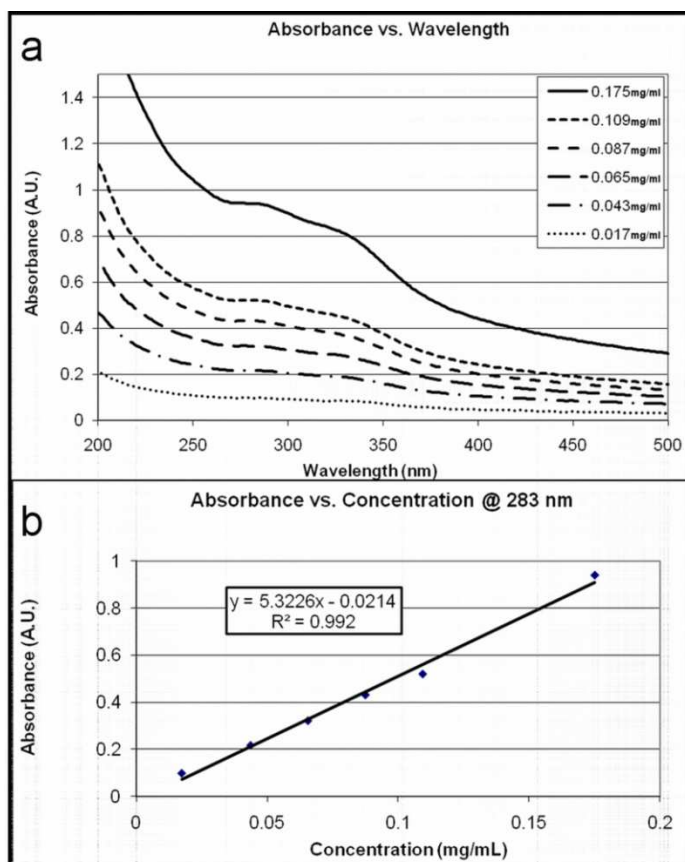 a
Absorbance vs. Wavelength
Absorbance (A.U.)
1.4
1.2
1
0.8
0.6
0.4
0.2
0
200
250
300
350
400
450
500
Wavelength (nm)
0.175mg/ml
0.109mg/ml
0.087mg/ml
0.065mg/ml
0.043mg/ml
0.017mg/ml
b
Absorbance vs. Concentration @ 283 nm
Absorbance (A.U.)
1
0.8
0.6
0.4
0.2
0
y = 5.3226x - 0.0214
R² = 0.992
0
0.05
0.1
0.15
0.2
Concentration (mg/mL)